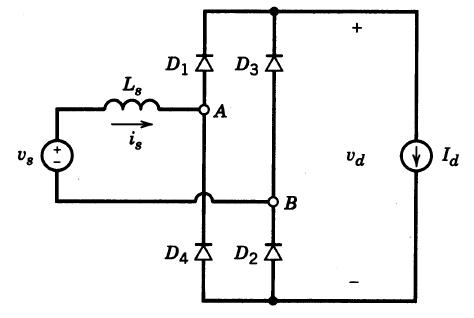 +
D1 D3
Ls
A
is
vs + − vd Id
B
D4 D2
−